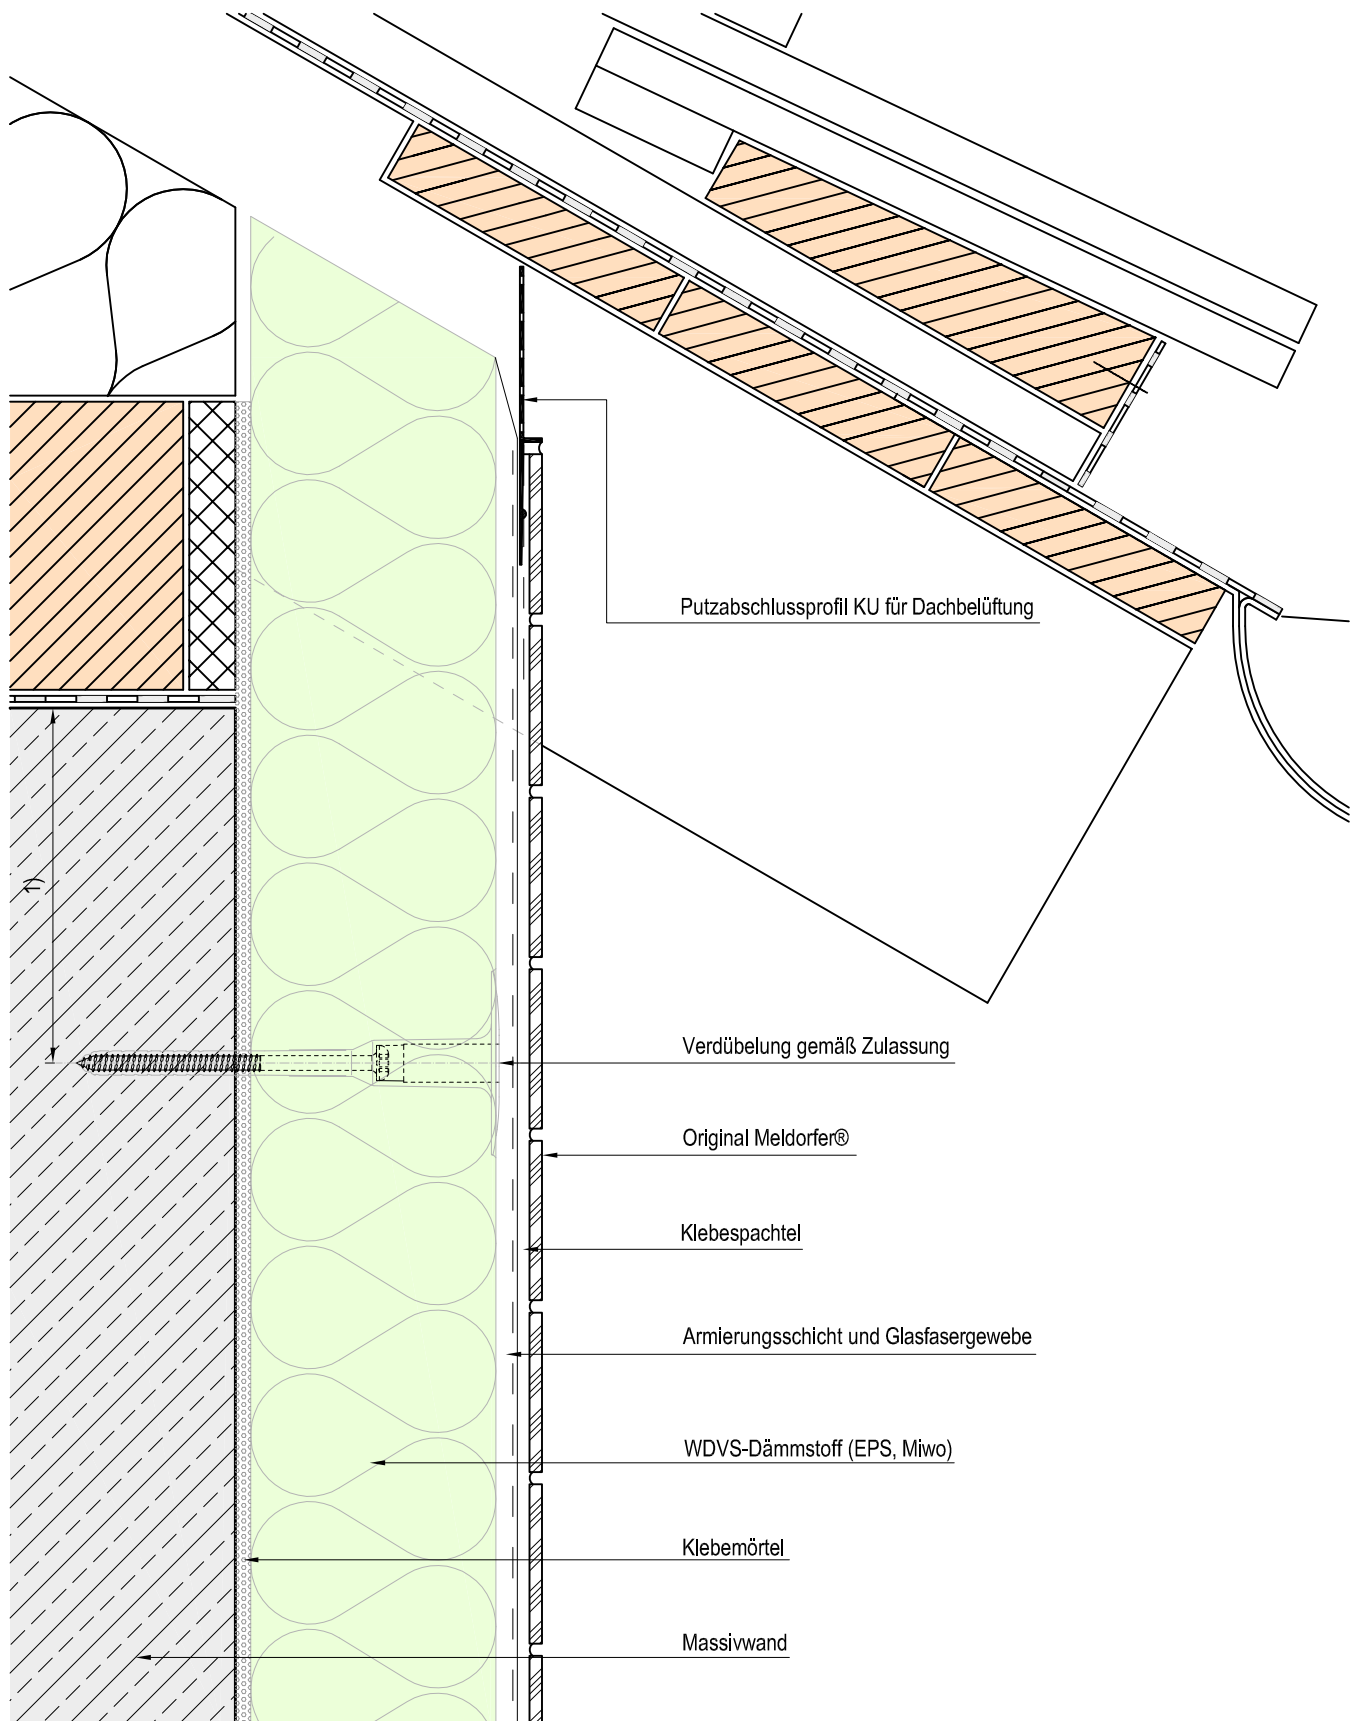 Putzabschlussprofil KU für Dachbelüftung
1)
Verdübelung gemäß Zulassung
Original Meldorfer®
Klebespachtel
Armierungsschicht und Glasfasergewebe
WDVS-Dämmstoff (EPS, Miwo)
Klebemörtel
Massivwand